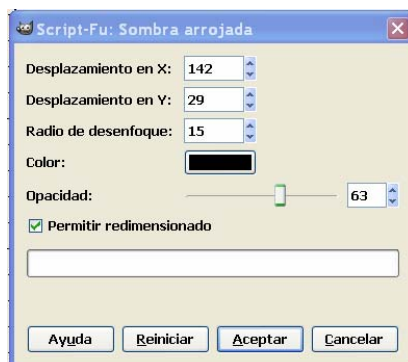 Script-Fu: Sombra arrojada
Desplazamiento en X: 142
Desplazamiento en Y: 29
Radio de desenfoque: 15
Color:
Opacidad: 63
Permitir redimensionado
Ayuda Reiniciar Aceptar Cancelar